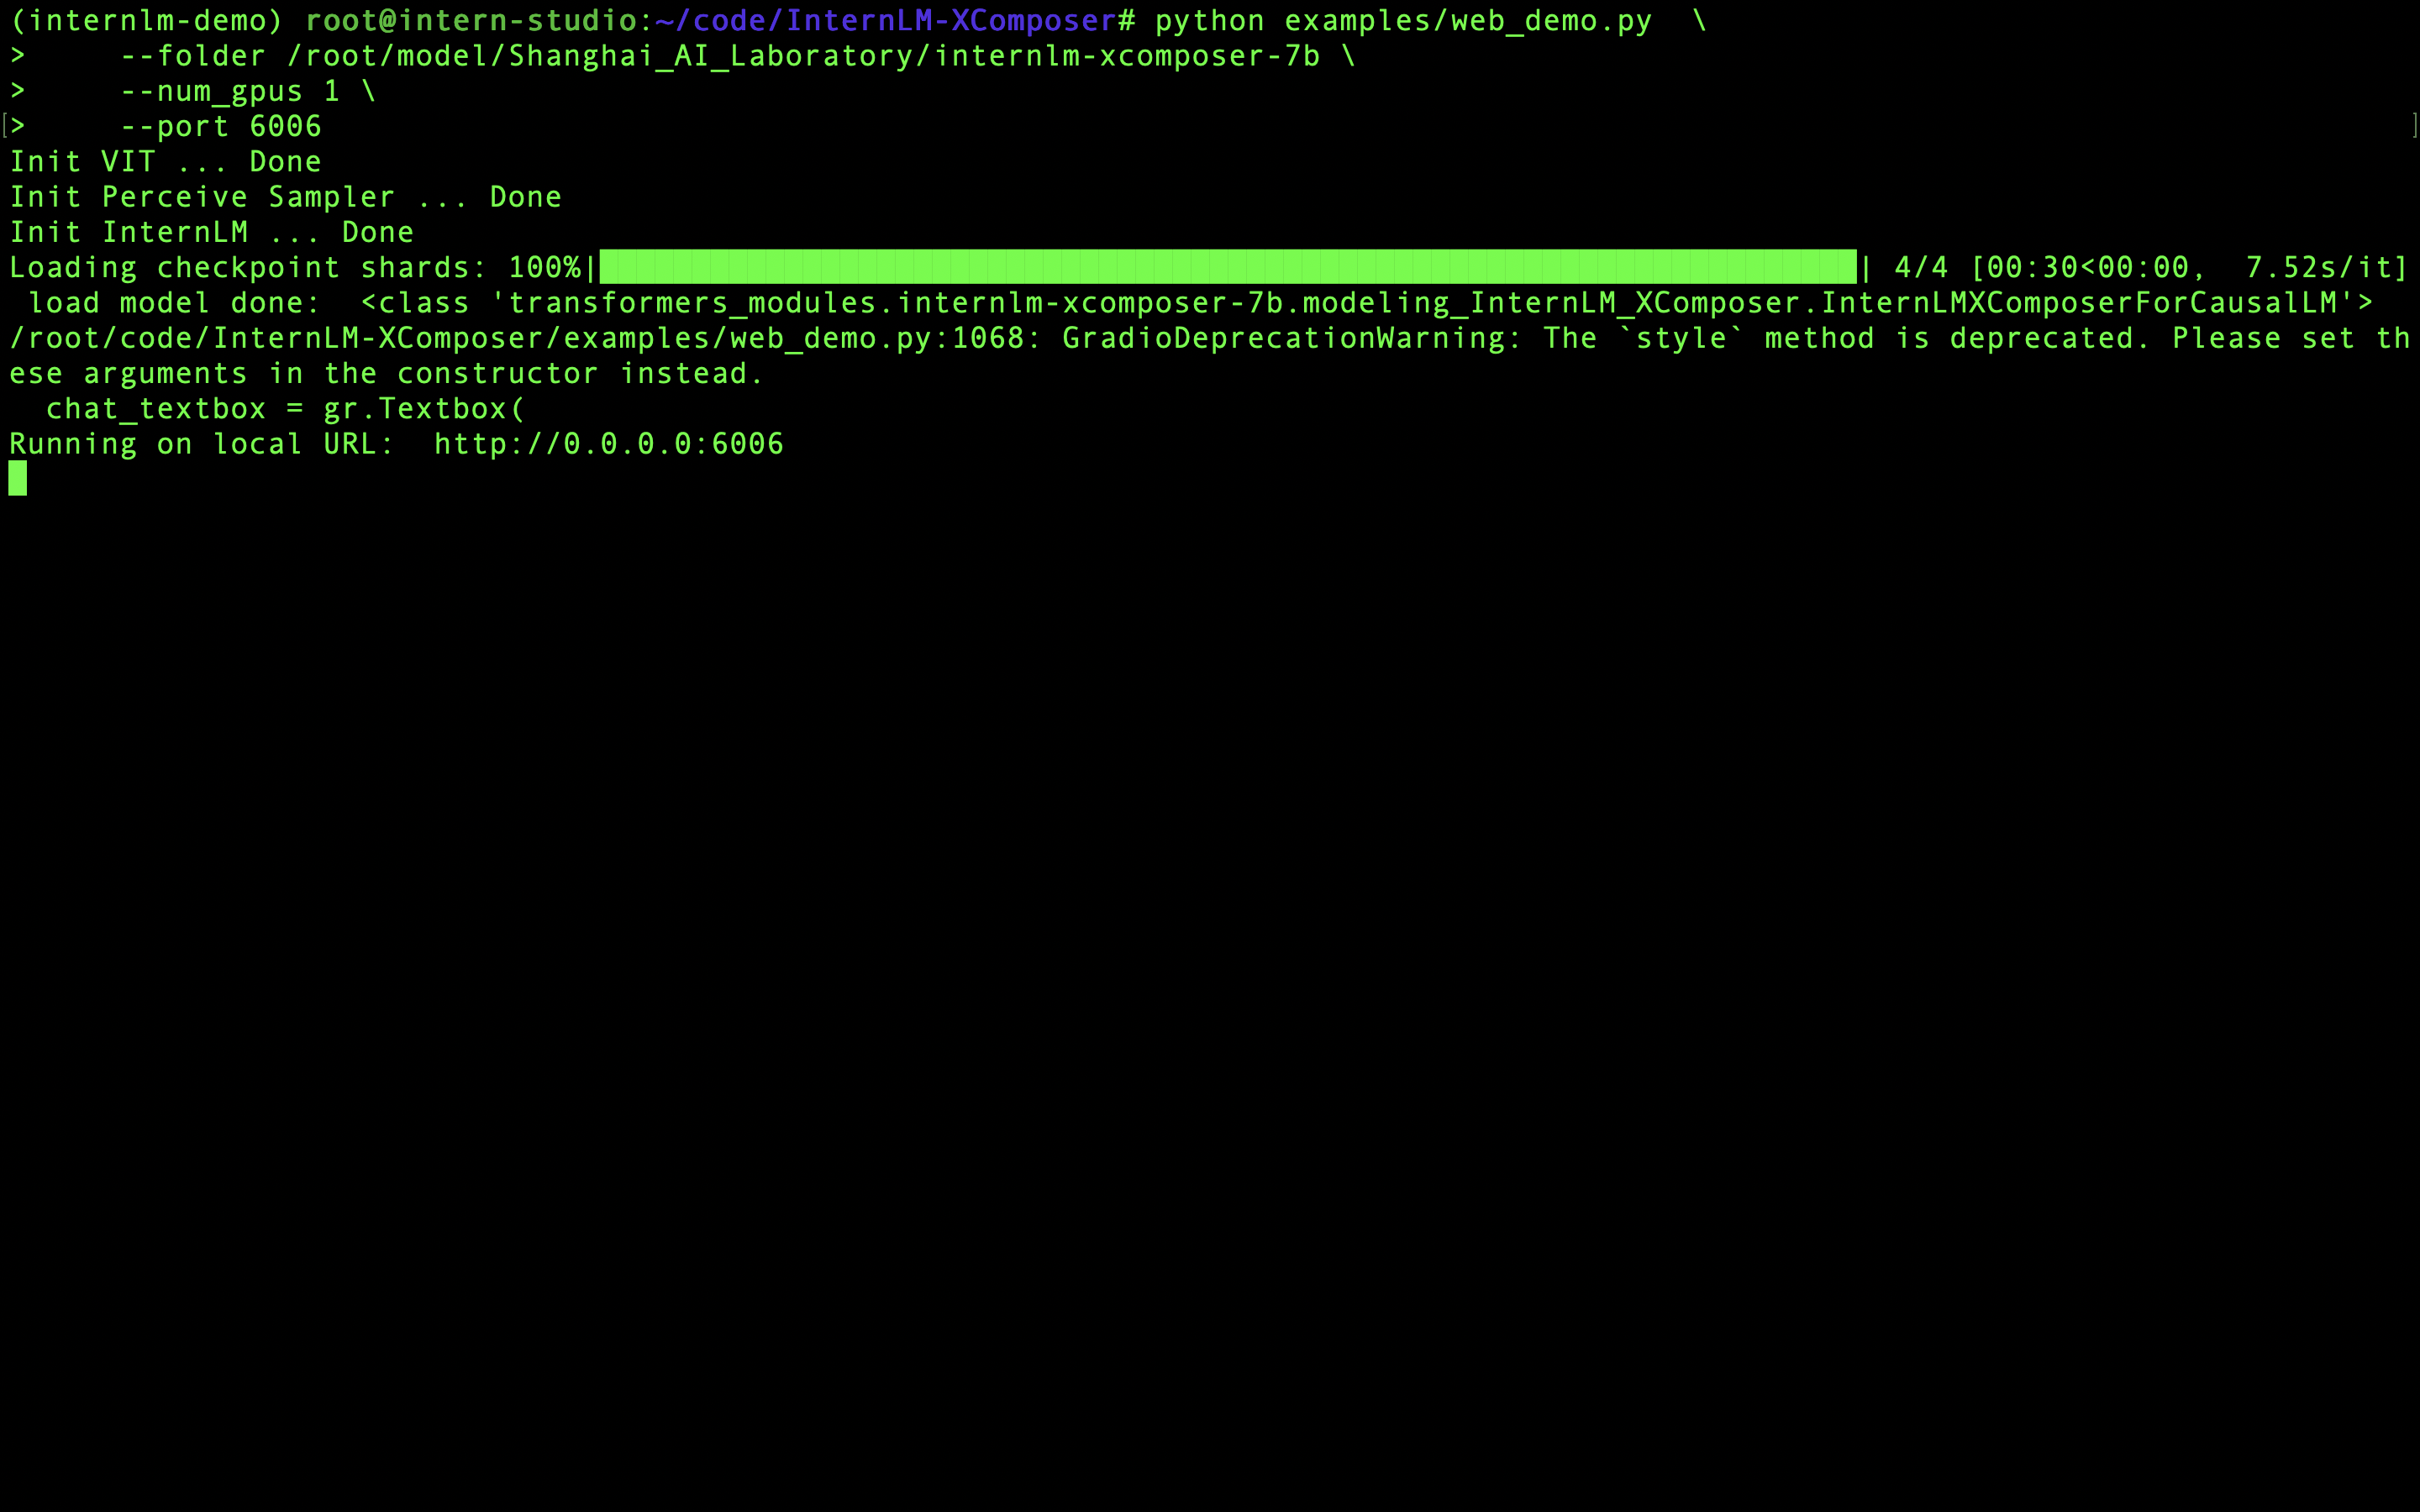 (internlm-demo) root@intern-studio:~/code/InternLM-XComposer# python examples/web_demo.py  \
>     --folder /root/model/Shanghai_AI_Laboratory/internlm-xcomposer-7b \
>     --num_gpus 1 \
[>     --port 6006 ]
Init VIT ... Done
Init Perceive Sampler ... Done
Init InternLM ... Done
Loading checkpoint shards: 100%|██████████████████████████████| 4/4 [00:30<00:00,  7.52s/it]
 load model done:  <class 'transformers_modules.internlm-xcomposer-7b.modeling_InternLM_XComposer.InternLMXComposerForCausalLM'>
/root/code/InternLM-XComposer/examples/web_demo.py:1068: GradioDeprecationWarning: The `style` method is deprecated. Please set th
ese arguments in the constructor instead.
  chat_textbox = gr.Textbox(
Running on local URL:  http://0.0.0.0:6006